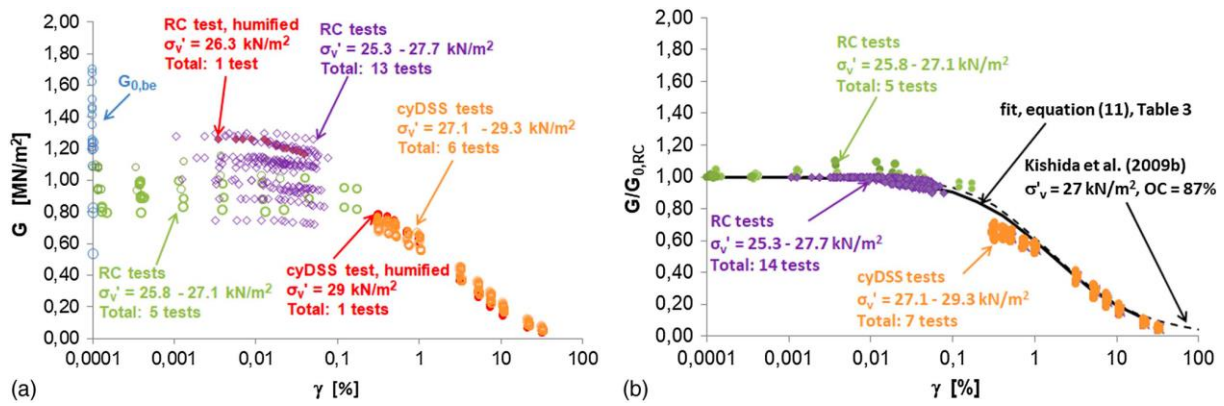 2,00
1,80
1,60
1,40
1,20
1,00
0,80
0,60
0,40
0,20
0,00
G [MN/m²]
0,0001
0,001
0,01
0,1
1
10
100
γ [%]
(a)
G0,be
RC test, humified
σv' = 26.3 kN/m²
Total: 1 test
RC tests
σv' = 25.3 - 27.7 kN/m²
Total: 13 tests
cyDSS tests
σv' = 27.1 - 29.3 kN/m²
Total: 6 tests
RC tests
σv' = 25.8 - 27.1 kN/m²
Total: 5 tests
cyDSS test, humified
σv' = 29 kN/m²
Total: 1 tests
2,00
1,80
1,60
1,40
1,20
1,00
0,80
0,60
0,40
0,20
0,00
G/G0,RC
0,0001
0,001
0,01
0,1
1
10
100
γ [%]
(b)
RC tests
σv' = 25.8 - 27.1 kN/m²
Total: 5 tests
fit, equation (11), Table 3
Kishida et al. (2009b)
σ'v = 27 kN/m², OC = 87%
RC tests
σv' = 25.3 - 27.7 kN/m²
Total: 14 tests
cyDSS tests
σv' = 27.1 - 29.3 kN/m²
Total: 7 tests